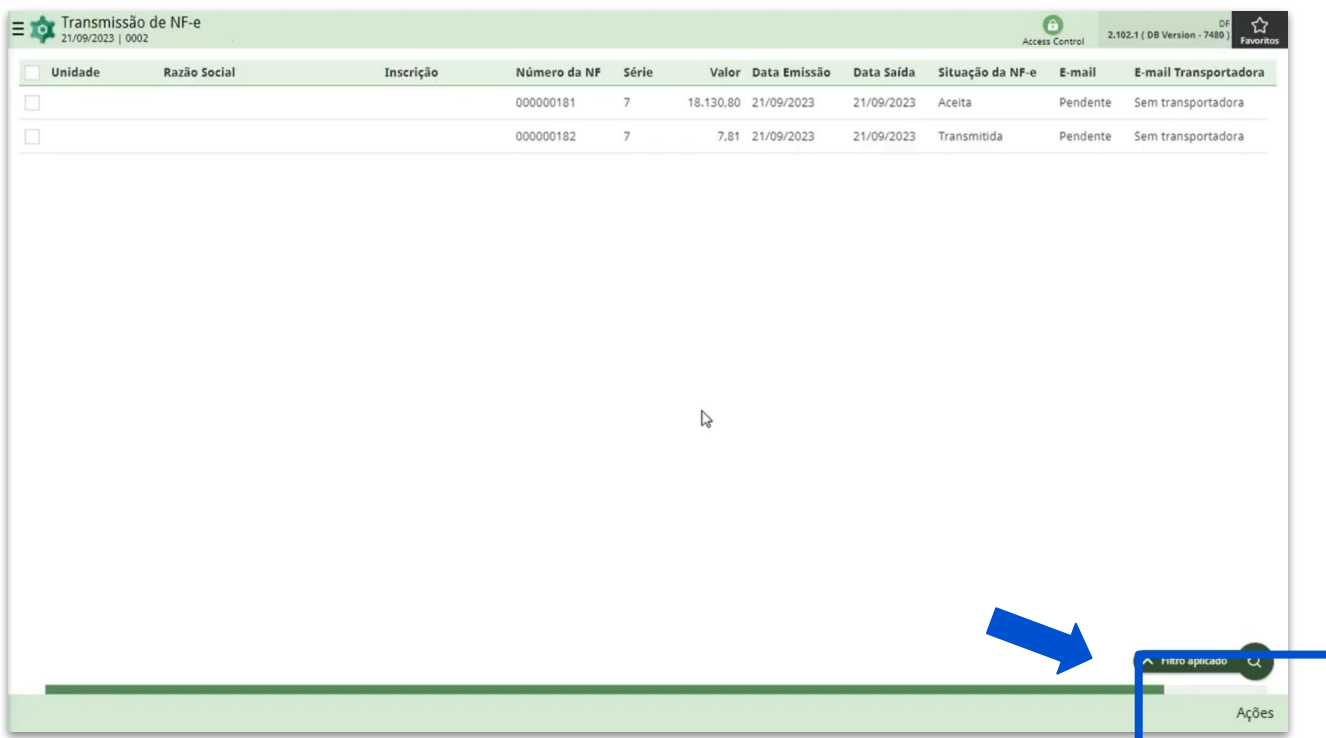 Transmissão de NF-e
21/09/2023 | 0002
Access Control
DF
2.102.1 ( DB Version - 7480 )
Favoritos
Unidade Razão Social Inscrição Número da NF Série Valor Data Emissão Data Saída Situação da NF-e E-mail E-mail Transportadora
000000181 7 18.130,80 21/09/2023 21/09/2023 Aceita Pendente Sem transportadora
000000182 7 7,81 21/09/2023 21/09/2023 Transmitida Pendente Sem transportadora
Filtro aplicado
Ações